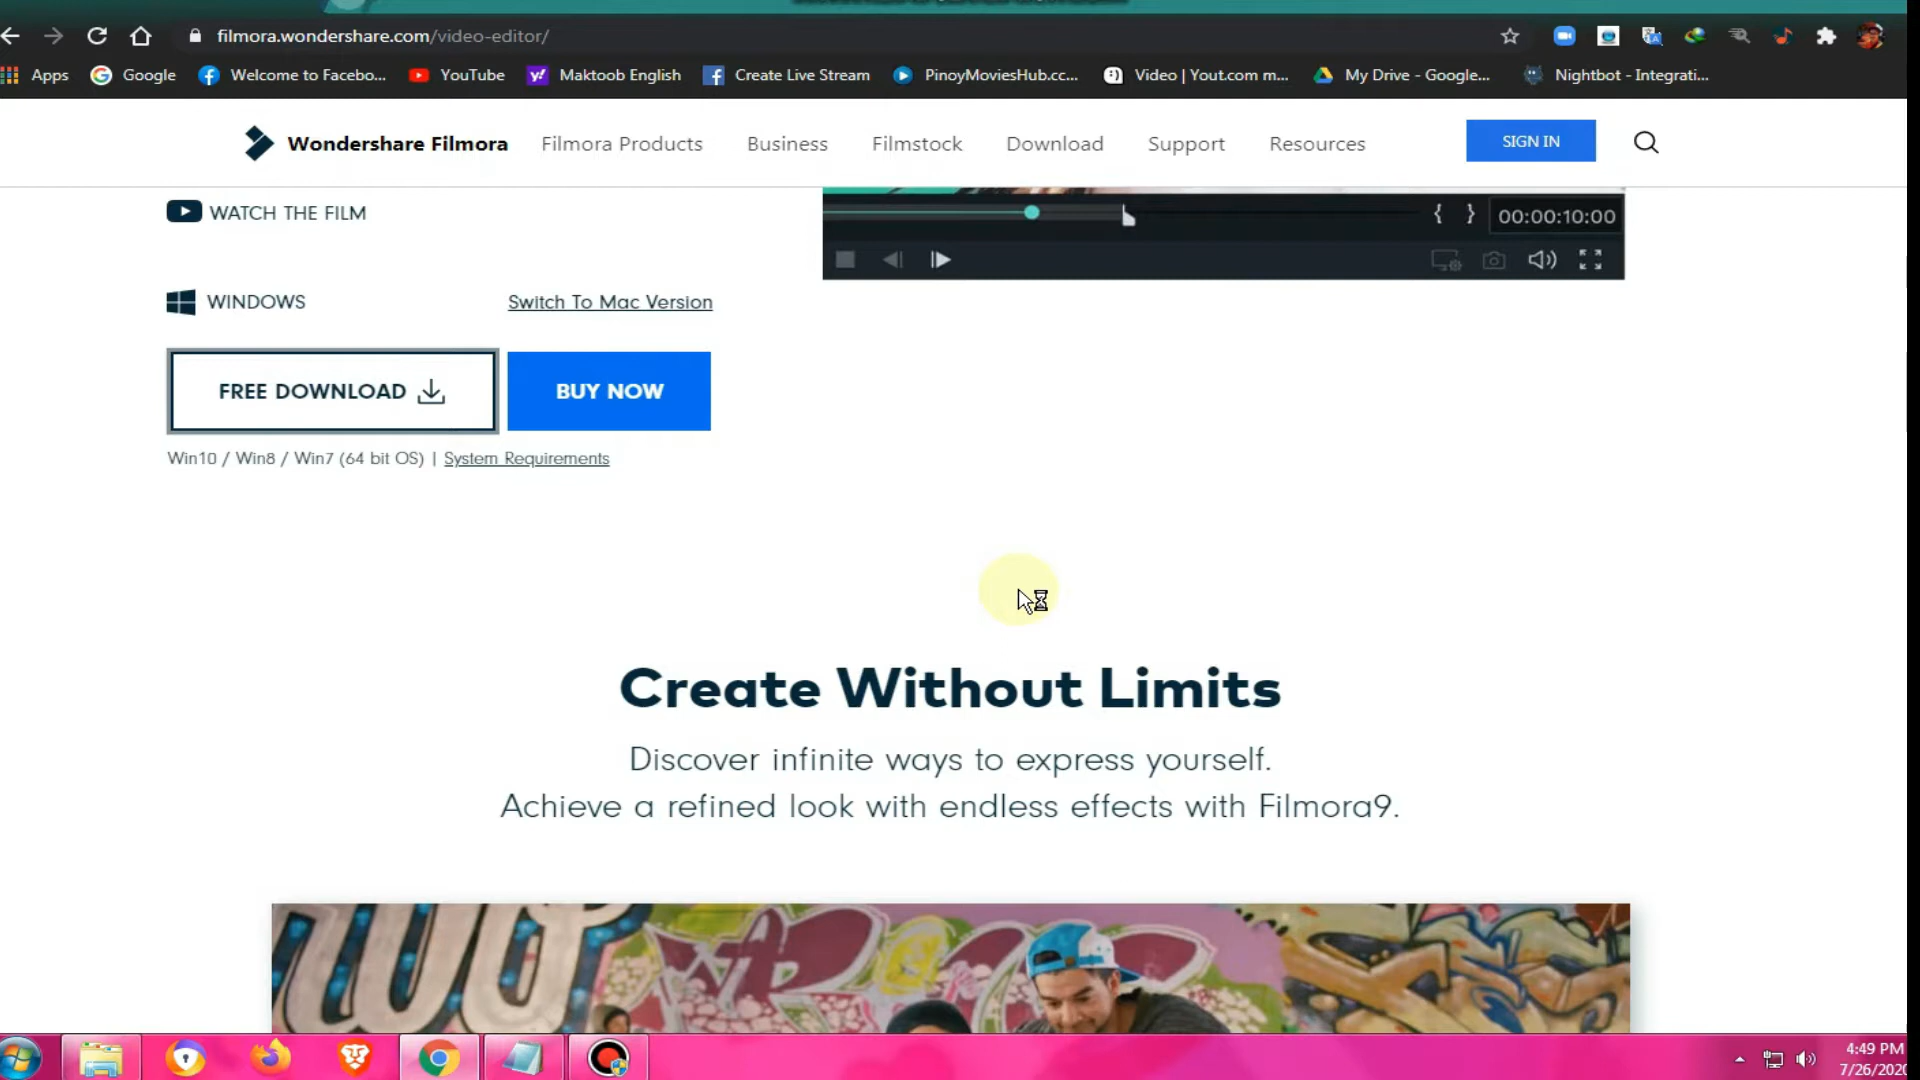 filmora.wondershare.com/video-editor/
Apps Google Welcome to Facebo... YouTube Maktoob English Create Live Stream PinoyMoviesHub.cc... Video | Yout.com m... My Drive - Google... Nightbot - Integrati...
Wondershare Filmora Filmora Products Business Filmstock Download Support Resources SIGN IN
WATCH THE FILM
{ } 00:00:10:00
WINDOWS Switch To Mac Version
FREE DOWNLOAD BUY NOW
Win10 / Win8 / Win7 (64 bit OS) | System Requirements
Create Without Limits
Discover infinite ways to express yourself.
Achieve a refined look with endless effects with Filmora9.
4:49 PM
7/26/2020